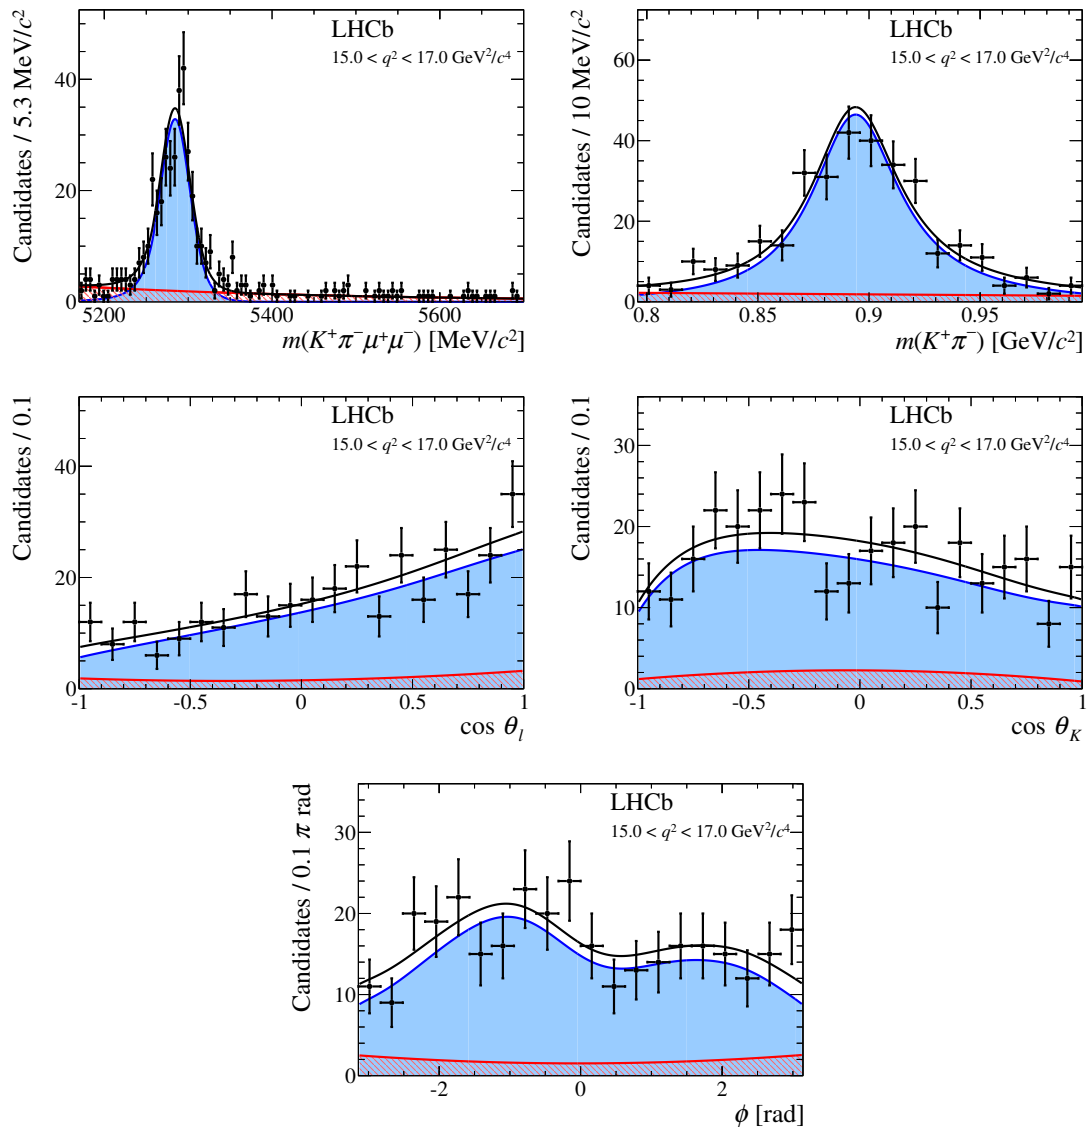 Candidates / 5.3 MeV/c²
LHCb
15.0 < q² < 17.0 GeV²/c⁴
40
20
0
5200 5400 5600
m(K⁺π⁻μ⁺μ⁻) [MeV/c²]
Candidates / 10 MeV/c²
LHCb
15.0 < q² < 17.0 GeV²/c⁴
60
40
20
0
0.8 0.85 0.9 0.95
m(K⁺π⁻) [GeV/c²]
Candidates / 0.1
LHCb
15.0 < q² < 17.0 GeV²/c⁴
40
20
0
-1 -0.5 0 0.5 1
cos θ_l
Candidates / 0.1
LHCb
15.0 < q² < 17.0 GeV²/c⁴
30
20
10
0
-1 -0.5 0 0.5 1
cos θ_K
Candidates / 0.1 π rad
LHCb
15.0 < q² < 17.0 GeV²/c⁴
30
20
10
0
-2 0 2
ϕ [rad]